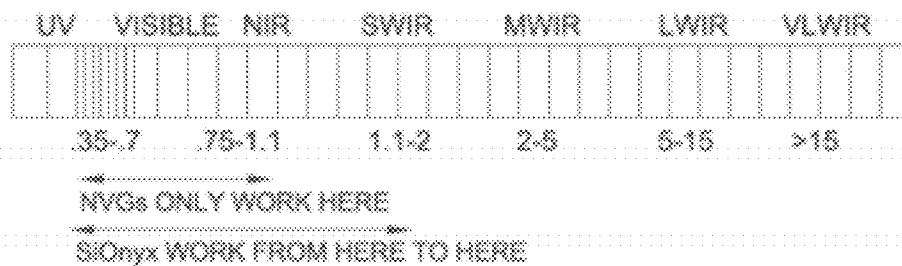 UV VISIBLE NIR SWIR MWIR LWIR VLWIR
.35-.7 .75-1.1 1.1-2 2-5 5-15 >15
NVGs ONLY WORK HERE
SiOnyx WORK FROM HERE TO HERE